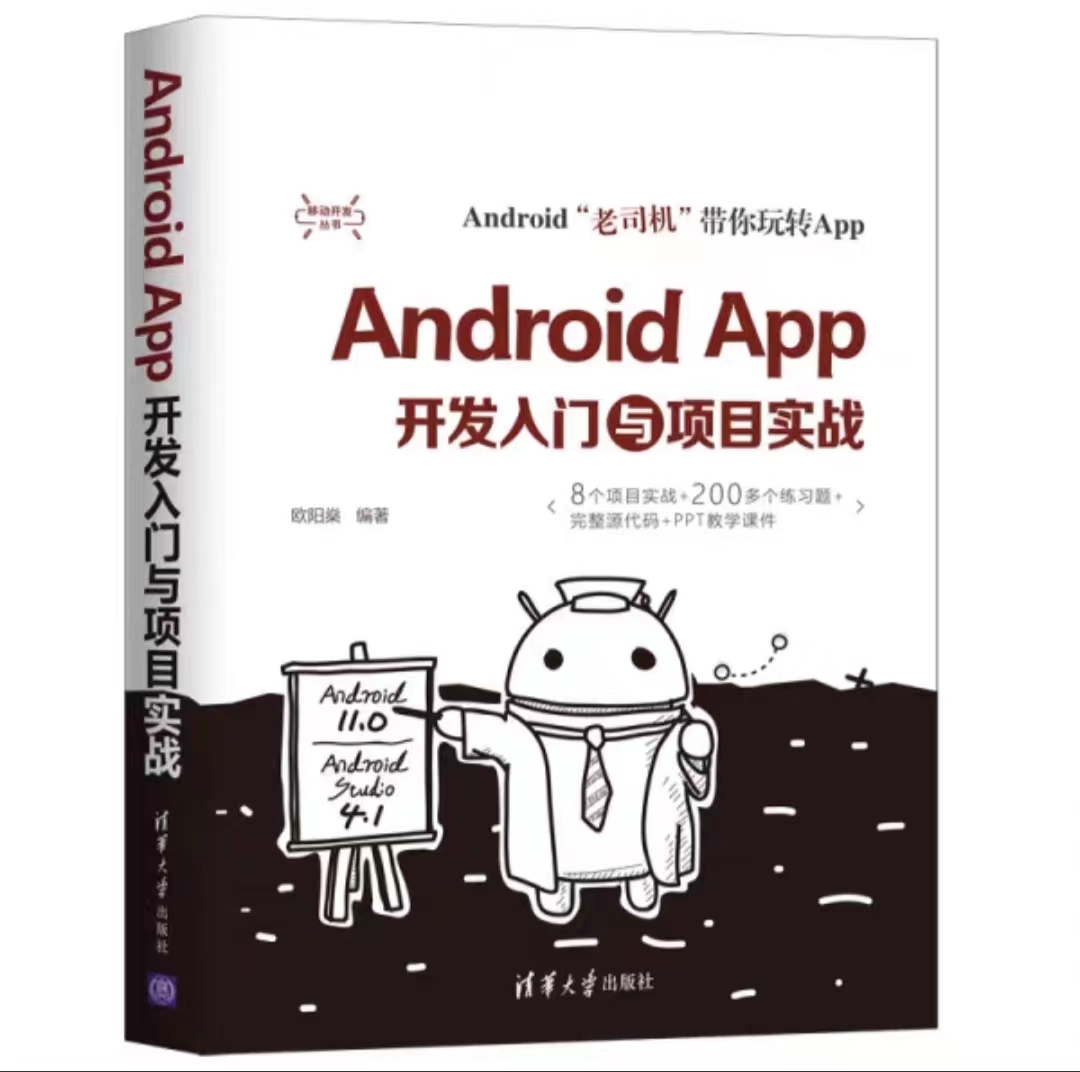 Android App 开发入门与项目实战
清华大学出版社
移动开发
丛书
Android“老司机”带你玩转App
Android App
开发入门与项目实战
8个项目实战+200多个练习题+
完整源代码+PPT教学课件
欧阳燊 编著
Android
11.0
Android
Studio
4.1
清华大学出版社